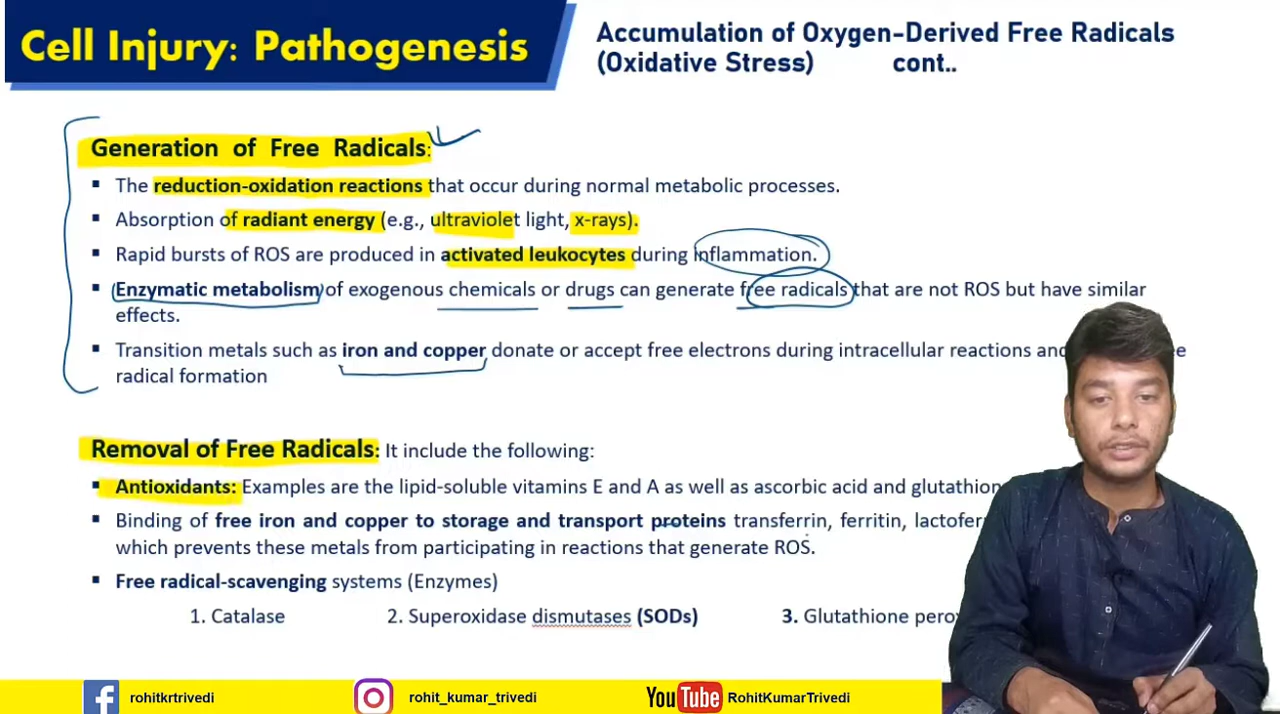 Cell Injury: Pathogenesis
Accumulation of Oxygen-Derived Free Radicals
(Oxidative Stress) cont..
Generation of Free Radicals:
▪ The reduction-oxidation reactions that occur during normal metabolic processes.
▪ Absorption of radiant energy (e.g., ultraviolet light, x-rays).
▪ Rapid bursts of ROS are produced in activated leukocytes during inflammation.
▪ Enzymatic metabolism of exogenous chemicals or drugs can generate free radicals that are not ROS but have similar
effects.
▪ Transition metals such as iron and copper donate or accept free electrons during intracellular reactions
radical formation
Removal of Free Radicals: It include the following:
▪ Antioxidants: Examples are the lipid-soluble vitamins E and A as well as ascorbic acid and
▪ Binding of free iron and copper to storage and transport proteins transferrin, ferritin,
which prevents these metals from participating in reactions that generate ROS.
▪ Free radical-scavenging systems (Enzymes)
1. Catalase 2. Superoxidase dismutases (SODs) 3. Glutathione
rohitkrtrivedi rohit_kumar_trivedi YouTube RohitKumarTrivedi